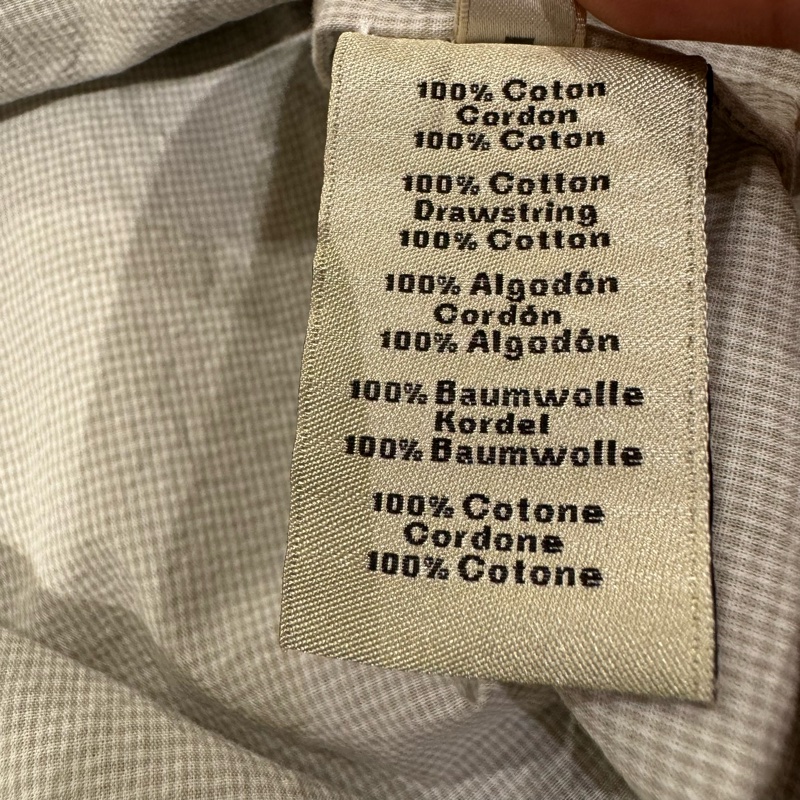 100% Coton
Cordon
100% Coton
100% Cotton
Drawstring
100% Cotton
100% Algodón
Cordón
100% Algodón
100% Baumwolle
Kordel
100% Baumwolle
100% Cotone
Cordone
100% Cotone